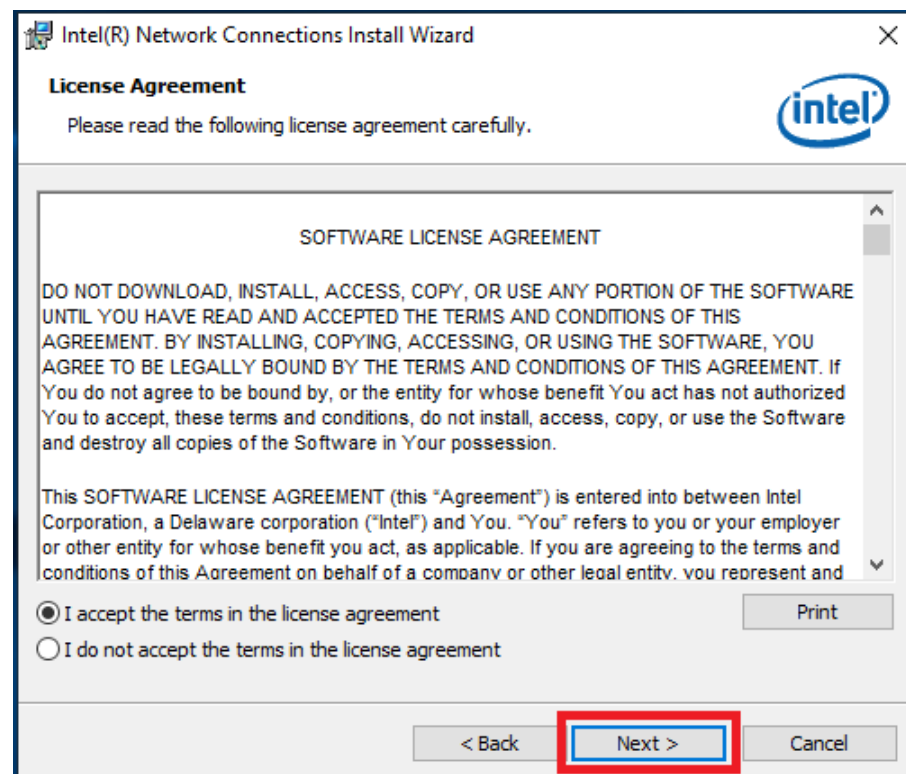 Intel(R) Network Connections Install Wizard
License Agreement
Please read the following license agreement carefully.
intel
SOFTWARE LICENSE AGREEMENT
DO NOT DOWNLOAD, INSTALL, ACCESS, COPY, OR USE ANY PORTION OF THE SOFTWARE
UNTIL YOU HAVE READ AND ACCEPTED THE TERMS AND CONDITIONS OF THIS
AGREEMENT. BY INSTALLING, COPYING, ACCESSING, OR USING THE SOFTWARE, YOU
AGREE TO BE LEGALLY BOUND BY THE TERMS AND CONDITIONS OF THIS AGREEMENT. If
You do not agree to be bound by, or the entity for whose benefit You act has not authorized
You to accept, these terms and conditions, do not install, access, copy, or use the Software
and destroy all copies of the Software in Your possession.
This SOFTWARE LICENSE AGREEMENT (this “Agreement”) is entered into between Intel
Corporation, a Delaware corporation (“Intel”) and You. “You” refers to you or your employer
or other entity for whose benefit you act, as applicable. If you are agreeing to the terms and
conditions of this Agreement on behalf of a company or other legal entity, you represent and
I accept the terms in the license agreement
Print
I do not accept the terms in the license agreement
< Back
Next >
Cancel